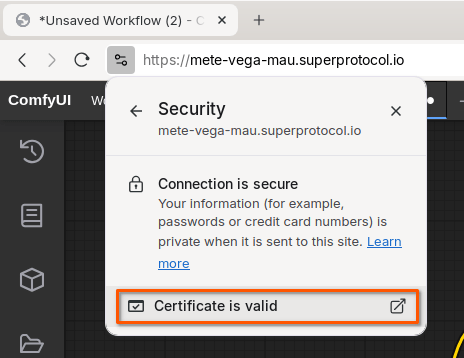 *Unsaved Workflow (2) - C
https://mete-vega-mau.superprotocol.io
ComfyUI
Wo
Security
mete-vega-mau.superprotocol.io
Connection is secure
Your information (for example,
passwords or credit card numbers) is
private when it is sent to this site. Learn
more
Certificate is valid